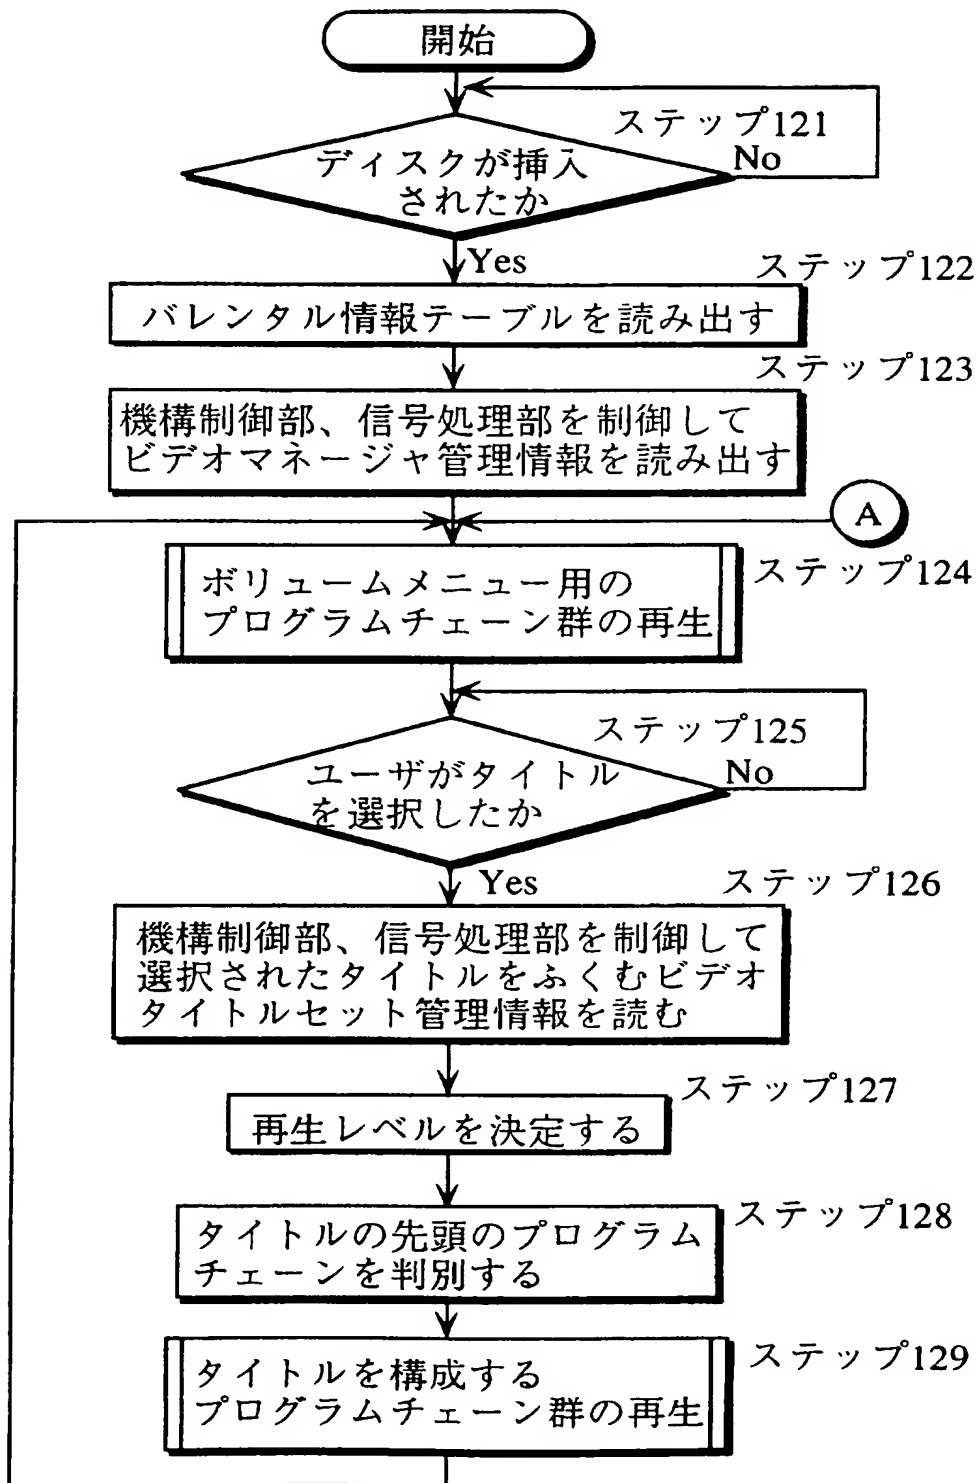 開始
ステップ121
ディスクが挿入
されたか
No
Yes
ステップ122
バレンタル情報テーブルを読み出す
ステップ123
機構制御部、信号処理部を制御して
ビデオマネージャ管理情報を読み出す
A
ステップ124
ボリュームメニュー用の
プログラムチェーン群の再生
ステップ125
ユーザがタイトル
を選択したか
No
Yes
ステップ126
機構制御部、信号処理部を制御して
選択されたタイトルをふくむビデオ
タイトルセット管理情報を読む
ステップ127
再生レベルを決定する
ステップ128
タイトルの先頭のプログラム
チェーンを判別する
ステップ129
タイトルを構成する
プログラムチェーン群の再生